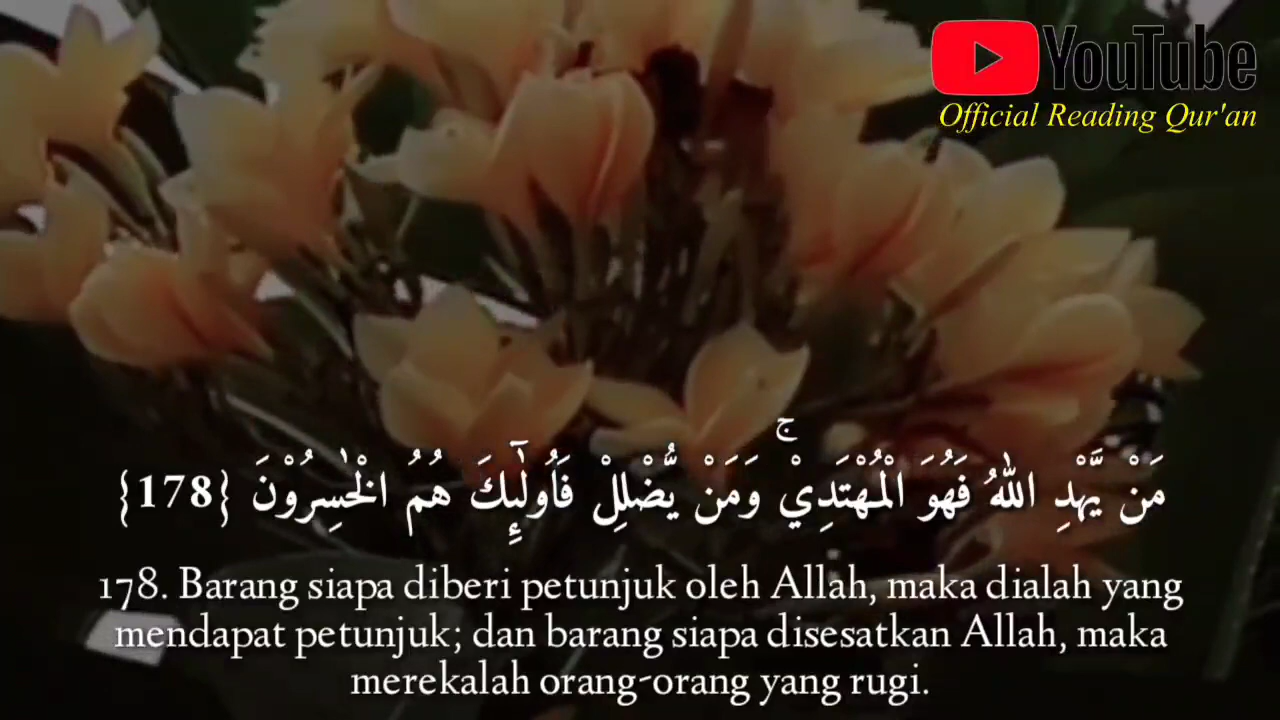 YouTube
Official Reading Qur'an
مَنْ يَّهْدِ اللّٰهُ فَهُوَ الْمُهْتَدِيْۚ وَمَنْ يُّضْلِلْ فَاُولٰۤىِٕكَ هُمُ الْخٰسِرُوْنَ {178}
178. Barang siapa diberi petunjuk oleh Allah, maka dialah yang
mendapat petunjuk; dan barang siapa disesatkan Allah, maka
merekalah orang-orang yang rugi.